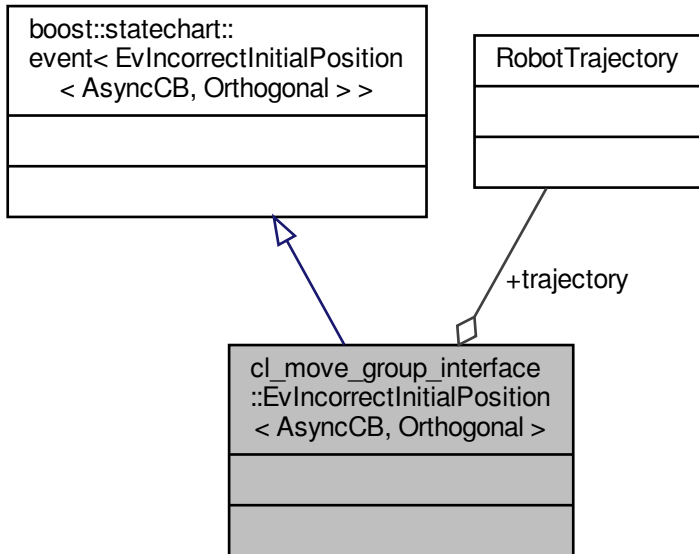 boost::statechart::
event< EvIncorrectInitialPosition
< AsyncCB, Orthogonal > >
RobotTrajectory
+trajectory
cl_move_group_interface
::EvIncorrectInitialPosition
< AsyncCB, Orthogonal >